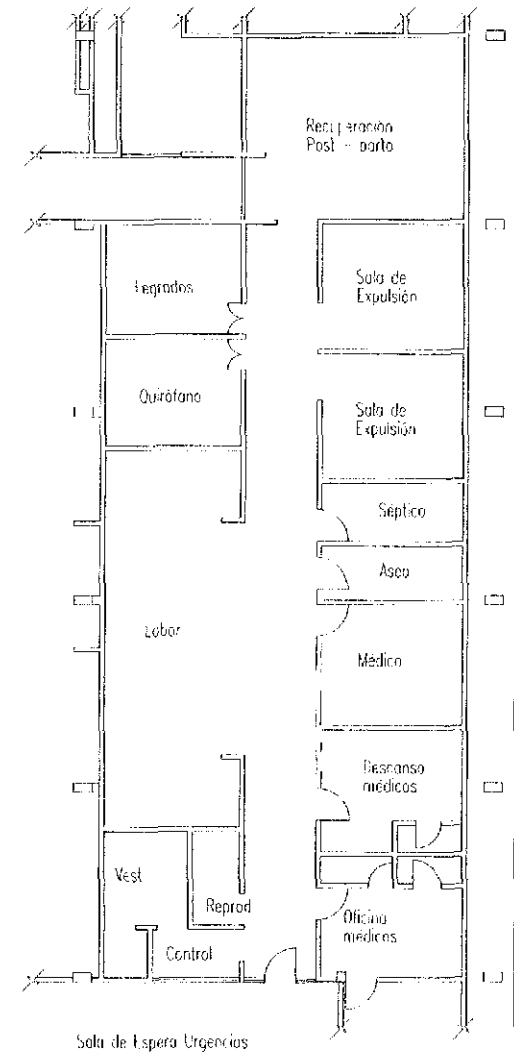 Recuperación
Post - parto
Legrados
Sala de
Expulsión
Quirófano
Sala de
Expulsión
Séptico
Aseo
Labor
Médico
Descanso
médicos
Vest
Reprod
Oficina
médicos
Control
Sala de Espera Urgencias